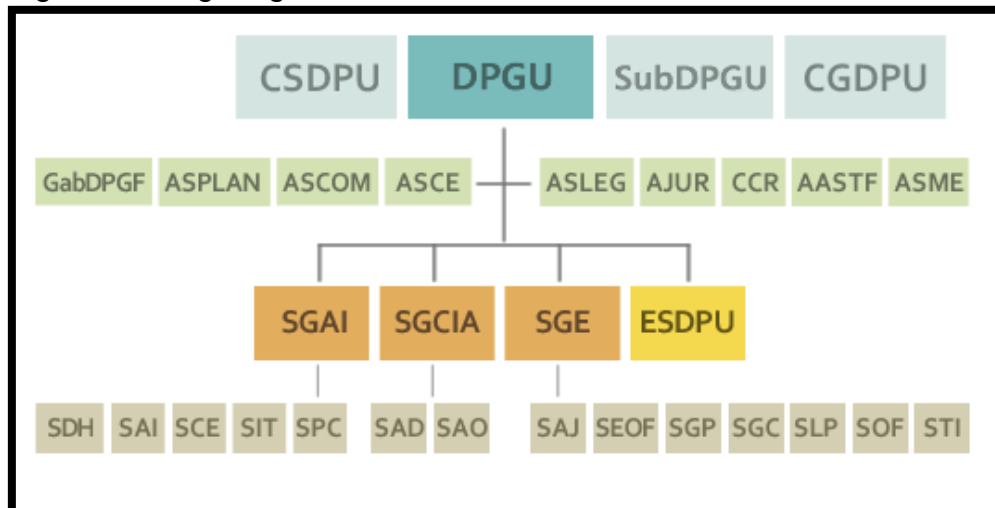 CSDPU DPGU SubDPGU CGDPU
GabDPGF ASPLAN ASCOM ASCE ASLEG AJUR CCR AASTF ASME
SGAI SGCIA SGE ESDPU
SDH SAI SCE SIT SPC SAD SAO SAJ SEOF SGP SGC SLP SOF STI